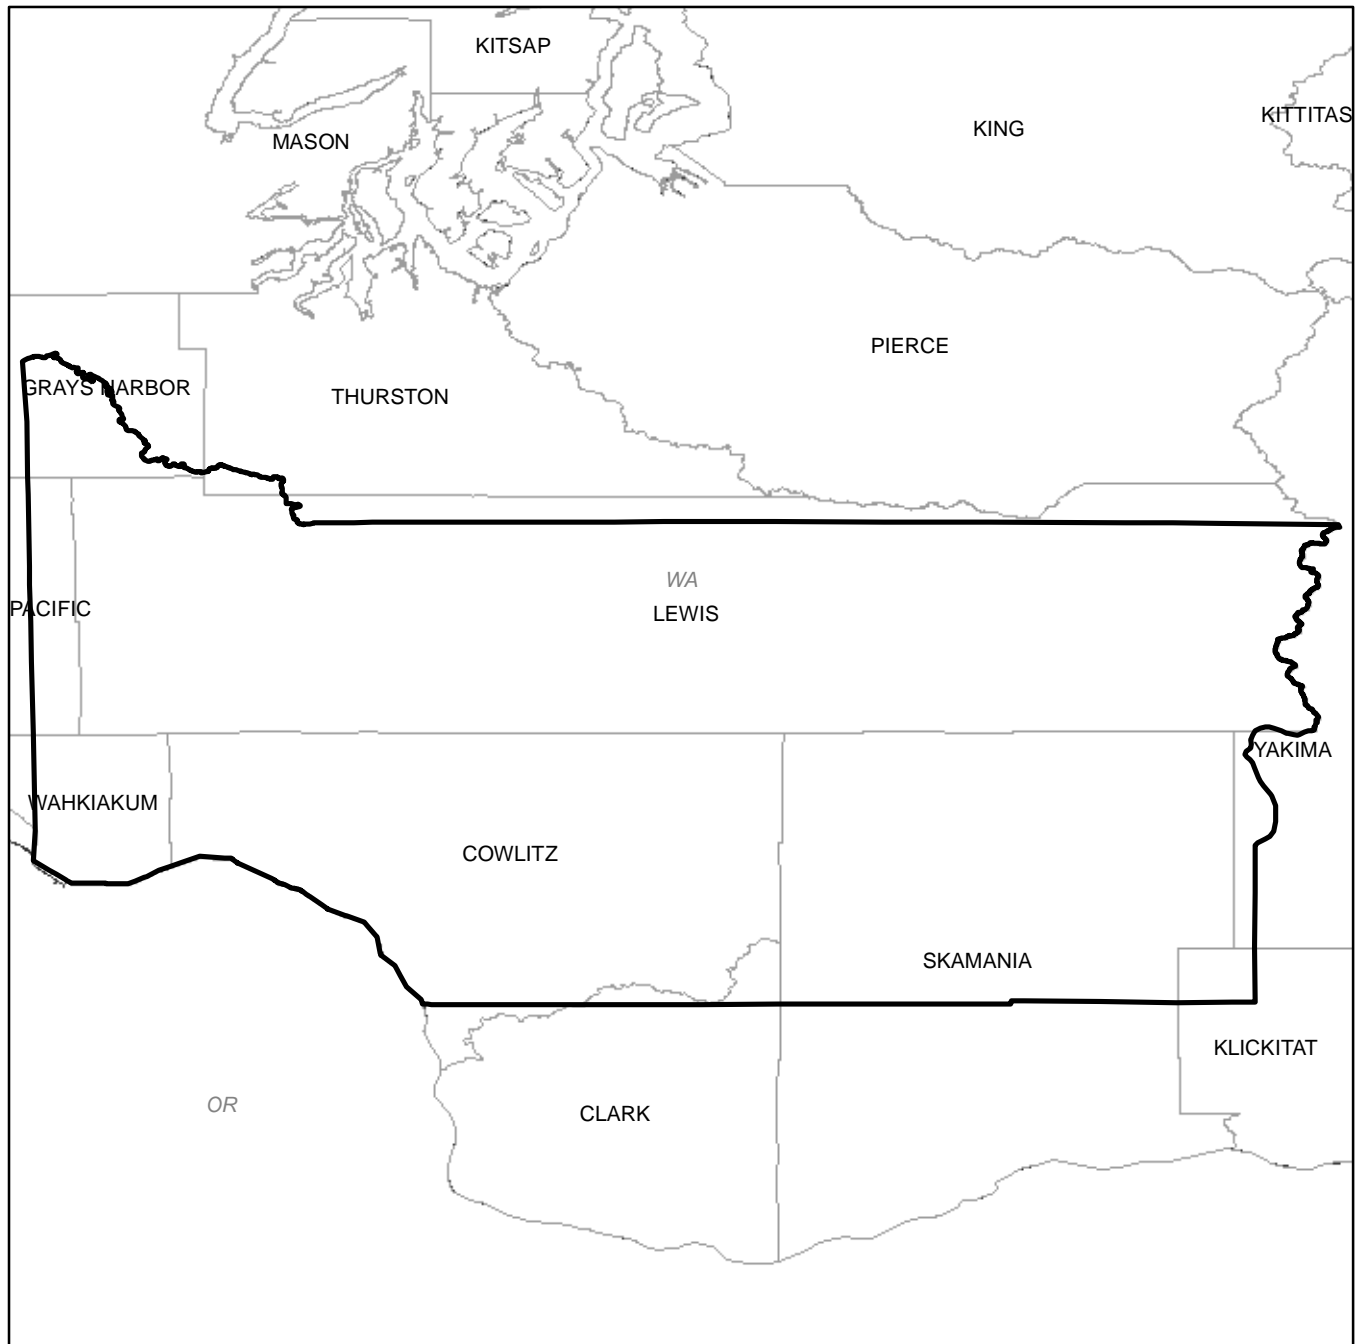 KITSAP
KITTITAS
KING
MASON
PIERCE
GRAYS HARBOR
THURSTON
WA
PACIFIC
LEWIS
YAKIMA
WAHKIAKUM
COWLITZ
SKAMANIA
KLICKITAT
OR
CLARK